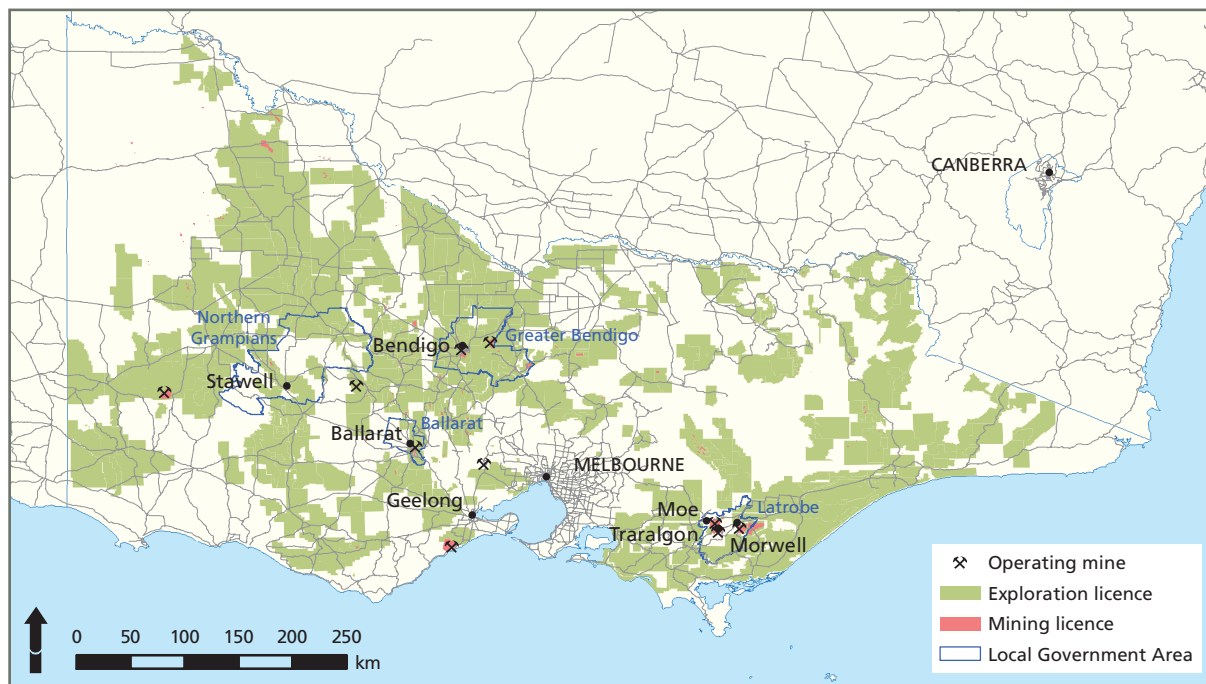 CANBERRA
Northern
Grampians
Bendigo
Greater Bendigo
Stawell
Ballarat
Ballarat
MELBOURNE
Geelong
Moe
Latrobe
Traralgon
Morwell
Operating mine
Exploration licence
Mining licence
Local Government Area
0 50 100 150 200 250
km